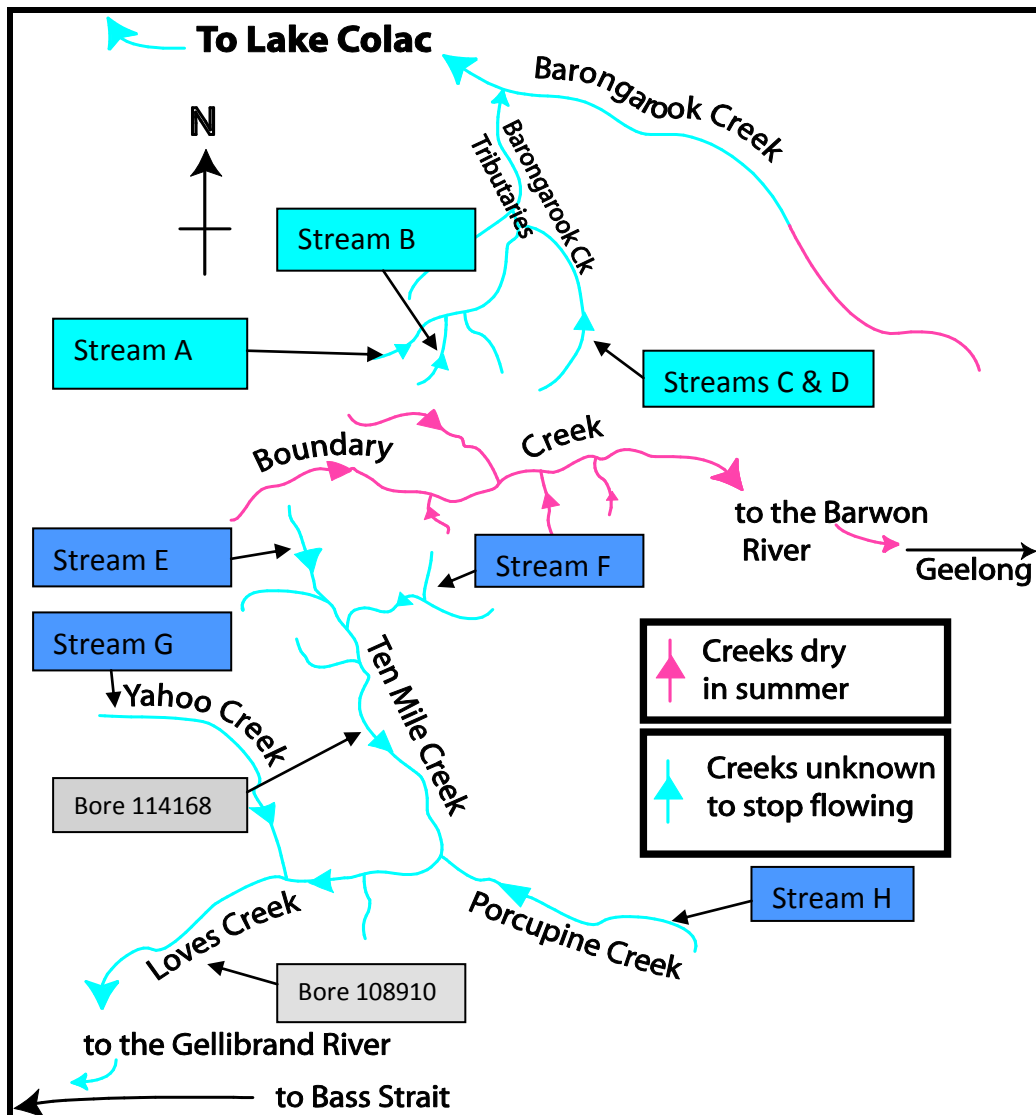 To Lake Colac
Barongarook Creek
N
Barongarook Ck
Tributaries
Stream B
Stream A
Streams C & D
Boundary Creek
to the Barwon
River
Geelong
Stream E
Stream F
Stream G
Yahoo Creek
Ten Mile Creek
Creeks dry
in summer
Creeks unknown
to stop flowing
Bore 114168
Stream H
Porcupine Creek
Loves Creek
Bore 108910
to the Gellibrand River
to Bass Strait